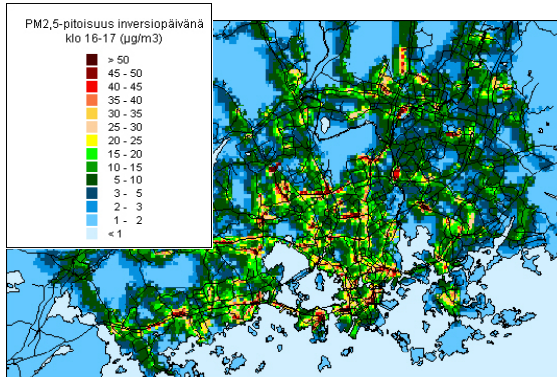 PM2,5-pitoisuus inversiopäivänä
klo 16-17 (µg/m3)
> 50
45 - 50
40 - 45
35 - 40
30 - 35
25 - 30
20 - 25
15 - 20
10 - 15
5 - 10
3 - 5
2 - 3
1 - 2
< 1